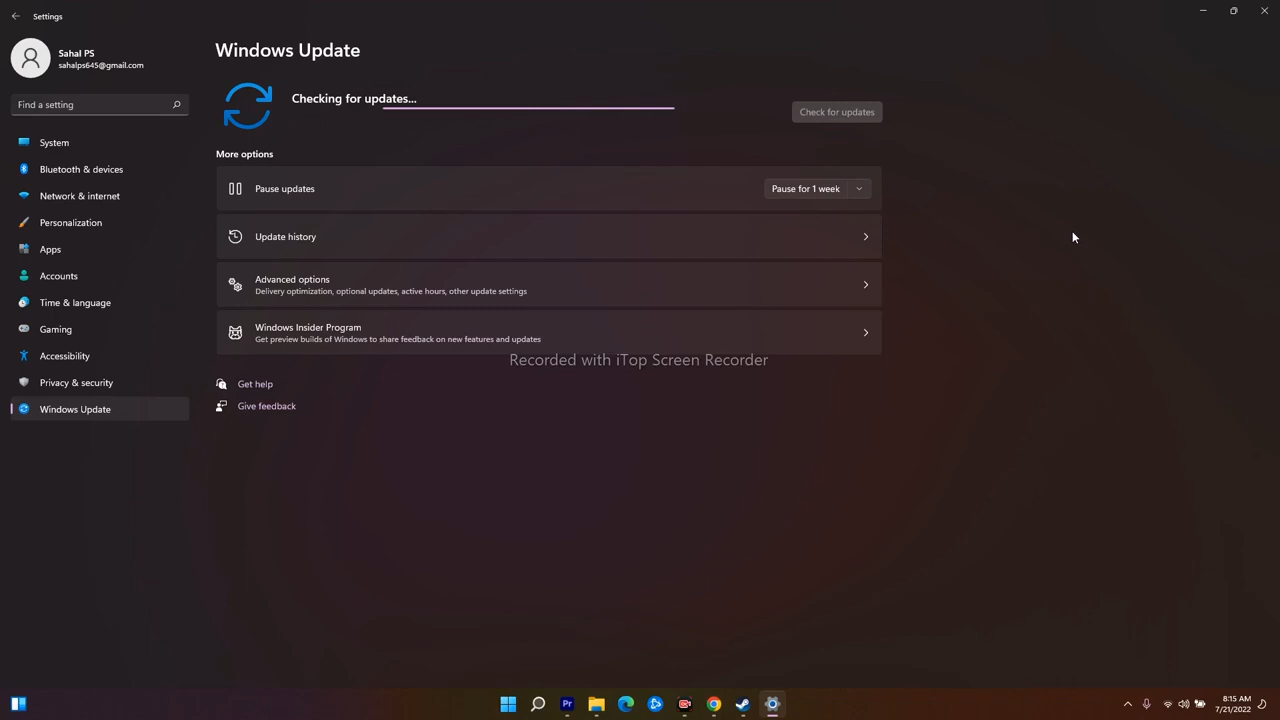 Settings
Sahal PS
sahalps645@gmail.com
Find a setting
System
Bluetooth & devices
Network & internet
Personalization
Apps
Accounts
Time & language
Gaming
Accessibility
Privacy & security
Windows Update
Windows Update
Checking for updates...
Check for updates
More options
Pause updates
Pause for 1 week
Update history
Advanced options
Delivery optimization, optional updates, active hours, other update settings
Windows Insider Program
Get preview builds of Windows to share feedback on new features and updates
Recorded with iTop Screen Recorder
Get help
Give feedback
Pr
8:15 AM
7/21/2022